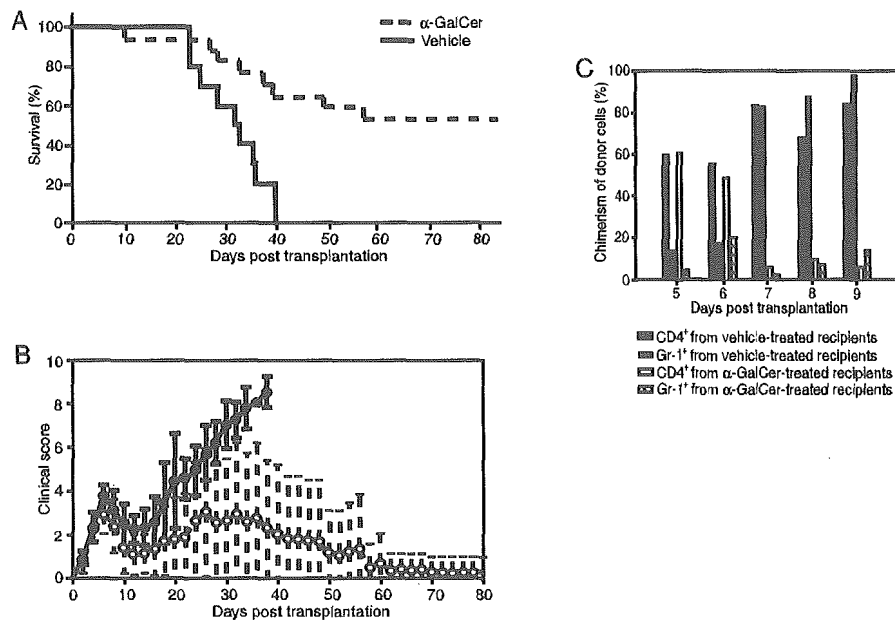 A
α-GalCer
Vehicle
100
80
60
40
20
0
Survival (%)
0 10 20 30 40 50 60 70 80
Days post transplantation
B
10
8
6
4
2
0
Clinical score
0 10 20 30 40 50 60 70 80
Days post transplantation
C
100
80
60
40
20
0
Chimerism of donor cells (%)
5 6 7 8 9
Days post transplantation
CD4⁺ from vehicle-treated recipients
Gr-1⁺ from vehicle-treated recipients
CD4⁺ from α-GalCer-treated recipients
Gr-1⁺ from α-GalCer-treated recipients